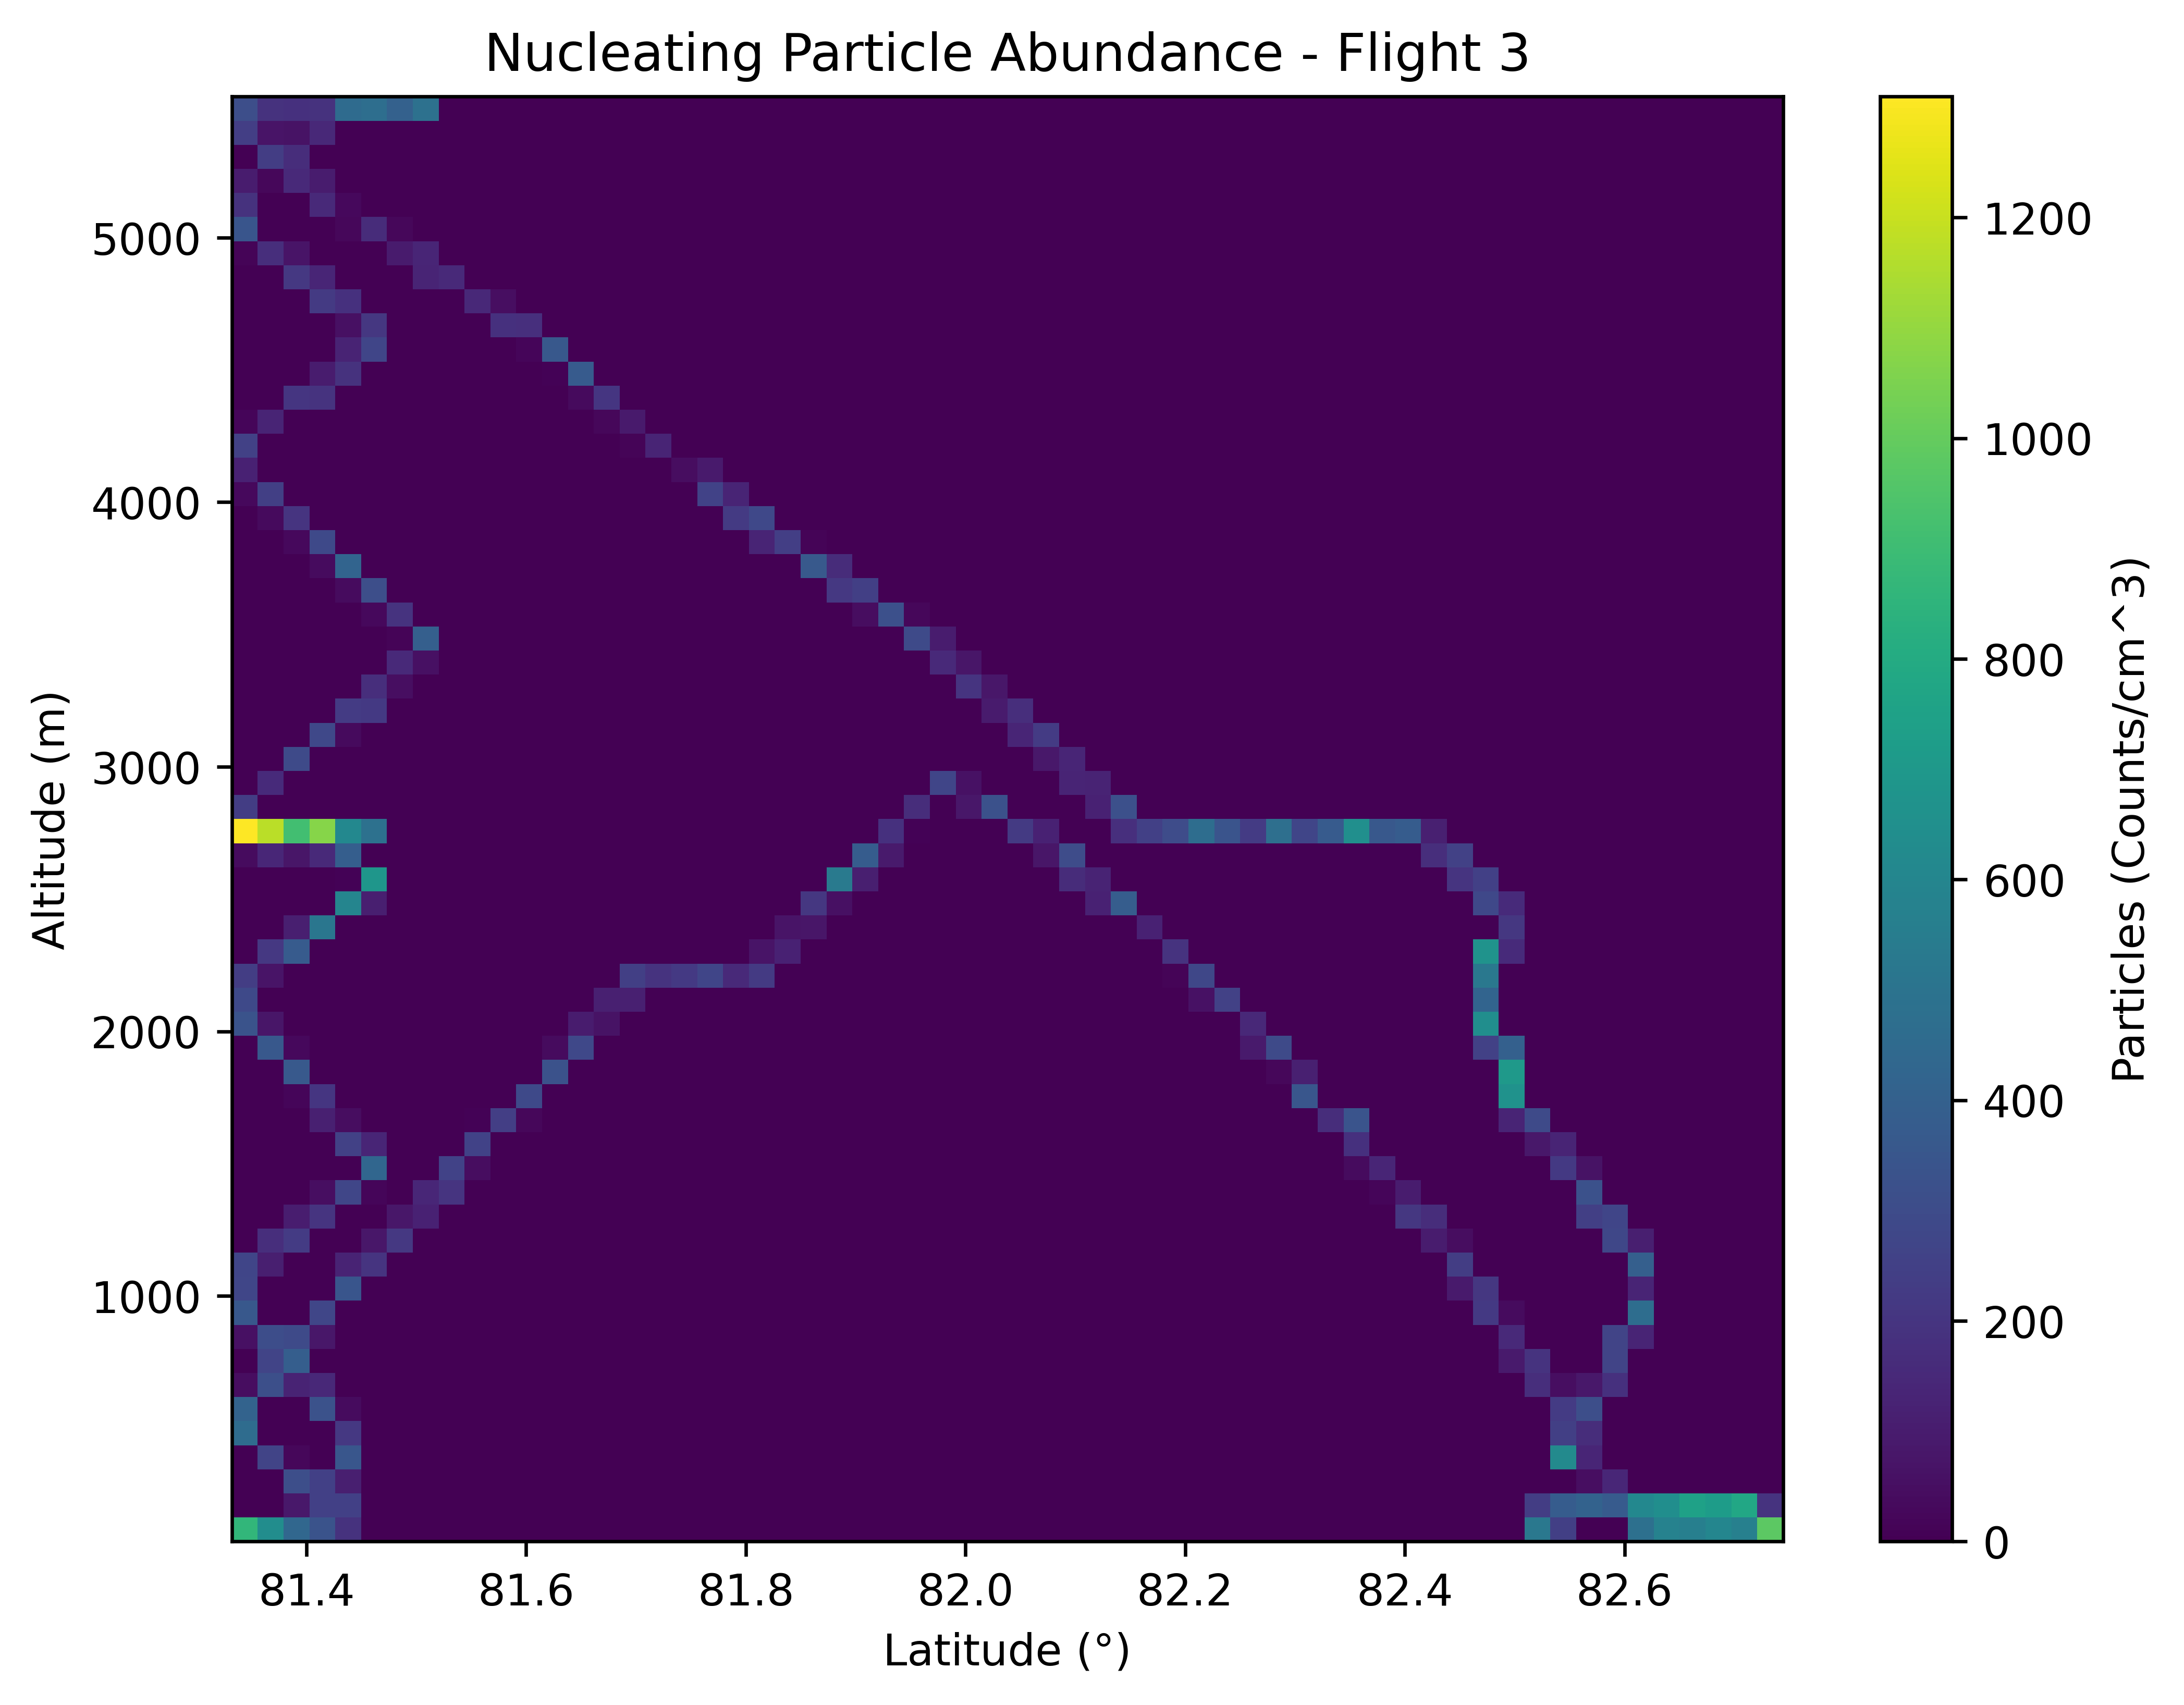 Nucleating Particle Abundance - Flight 3
Altitude (m)
5000
4000
3000
2000
1000
81.4 81.6 81.8 82.0 82.2 82.4 82.6
Latitude (°)
1200
1000
800
600
400
200
0
Particles (Counts/cm^3)